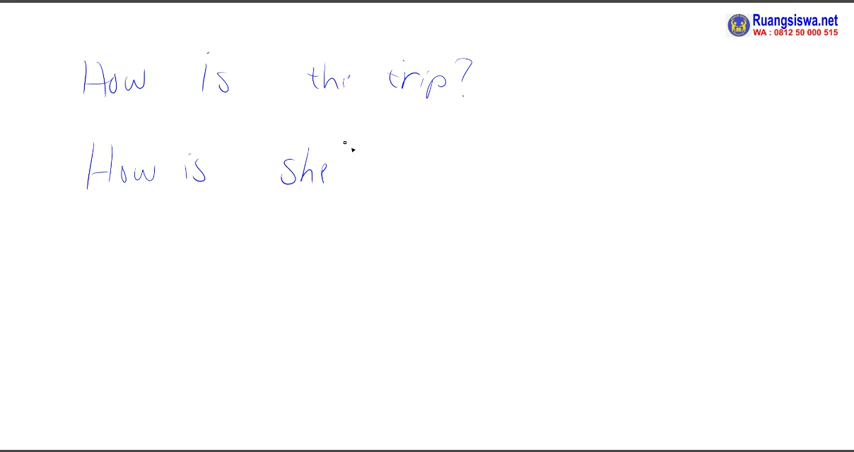 Ruangsiswa.net
WA : 0812 50 000 515
How is the trip?
How is she